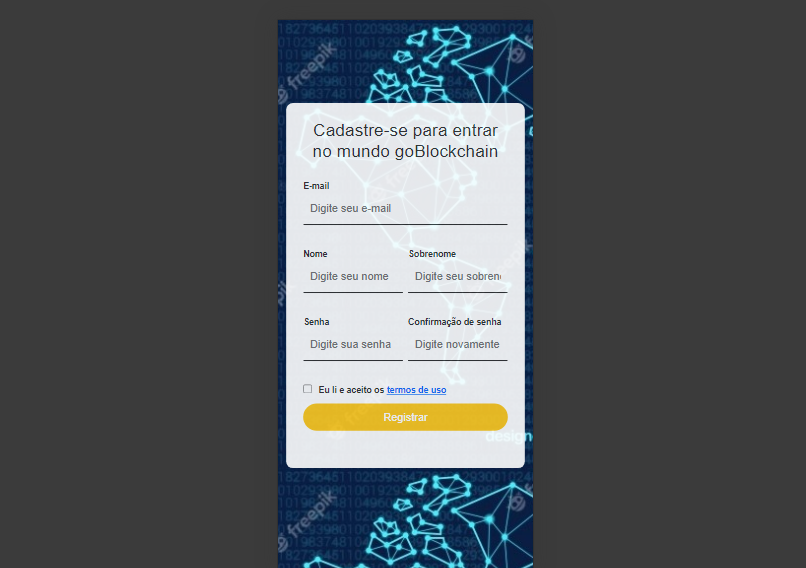 freepik
Cadastre-se para entrar
no mundo goBlockchain
E-mail
Digite seu e-mail
Nome Sobrenome
Digite seu nome Digite seu sobren
Senha Confirmação de senha
Digite sua senha Digite novamente
Eu li e aceito os termos de uso
Registrar
design
freepik